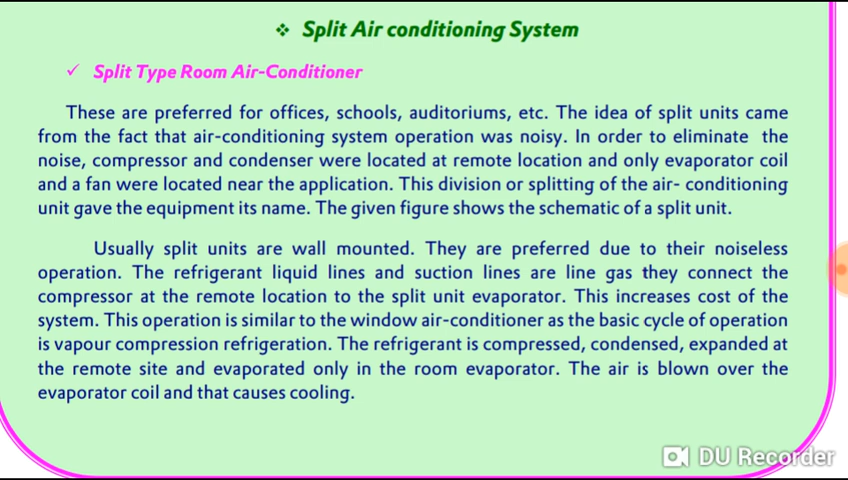 ❖ Split Air conditioning System
✓ Split Type Room Air-Conditioner
These are preferred for offices, schools, auditoriums, etc. The idea of split units came
from the fact that air-conditioning system operation was noisy. In order to eliminate the
noise, compressor and condenser were located at remote location and only evaporator coil
and a fan were located near the application. This division or splitting of the air- conditioning
unit gave the equipment its name. The given figure shows the schematic of a split unit.
Usually split units are wall mounted. They are preferred due to their noiseless
operation. The refrigerant liquid lines and suction lines are line gas they connect the
compressor at the remote location to the split unit evaporator. This increases cost of the
system. This operation is similar to the window air-conditioner as the basic cycle of operation
is vapour compression refrigeration. The refrigerant is compressed, condensed, expanded at
the remote site and evaporated only in the room evaporator. The air is blown over the
evaporator coil and that causes cooling.
DU Recorder